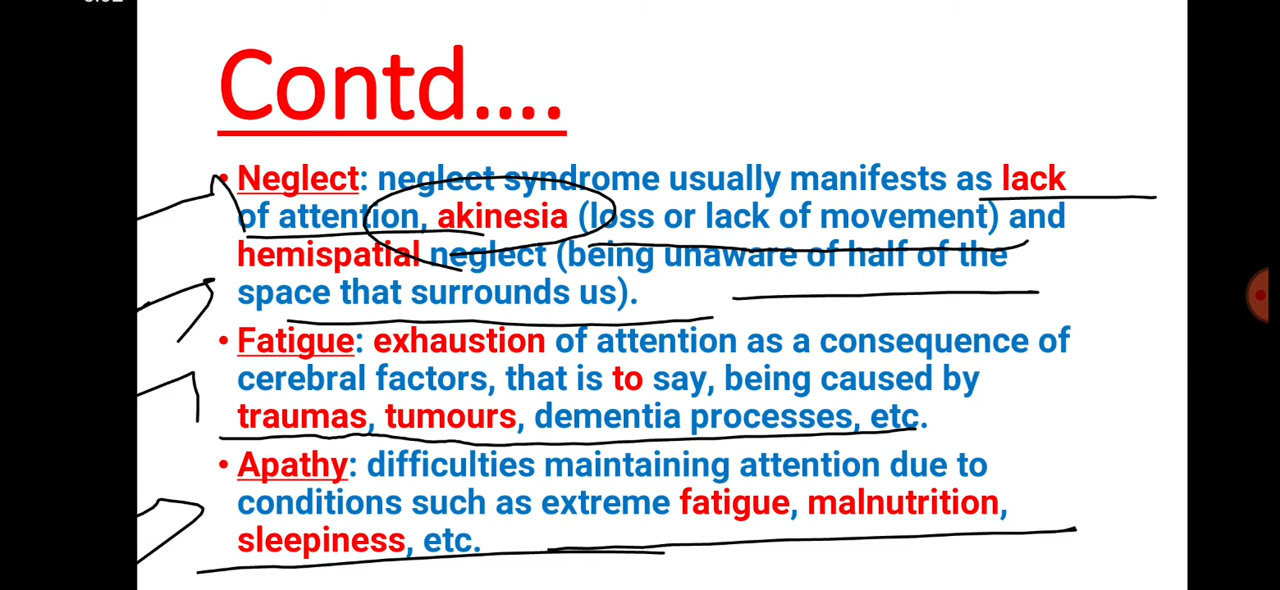 Contd....
• Neglect: neglect syndrome usually manifests as lack
of attention, akinesia (loss or lack of movement) and
hemispatial neglect (being unaware of half of the
space that surrounds us).
• Fatigue: exhaustion of attention as a consequence of
cerebral factors, that is to say, being caused by
traumas, tumours, dementia processes, etc.
• Apathy: difficulties maintaining attention due to
conditions such as extreme fatigue, malnutrition,
sleepiness, etc.